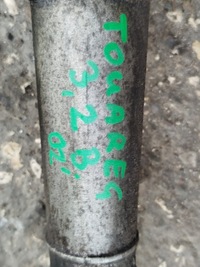 TOUAREG
3,2 B,
02,